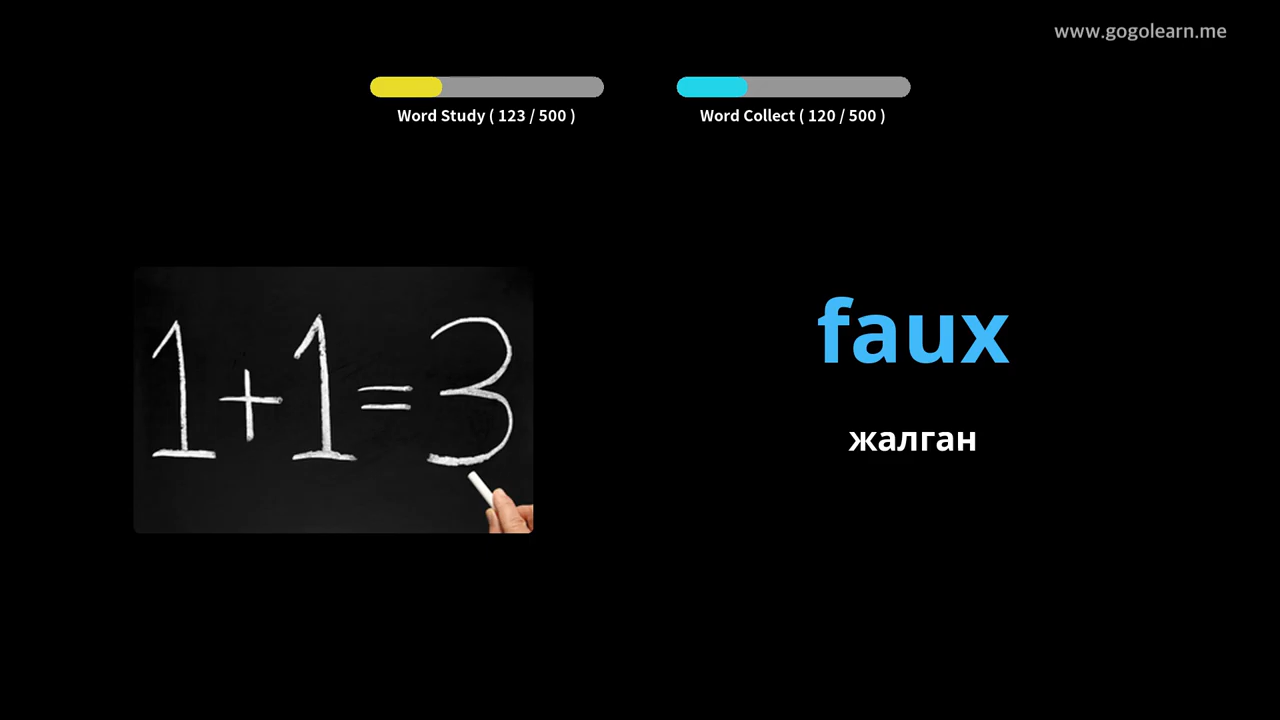 www.gogolearn.me
Word Study ( 123 / 500 )
Word Collect ( 120 / 500 )
1+1=3
faux
жалган